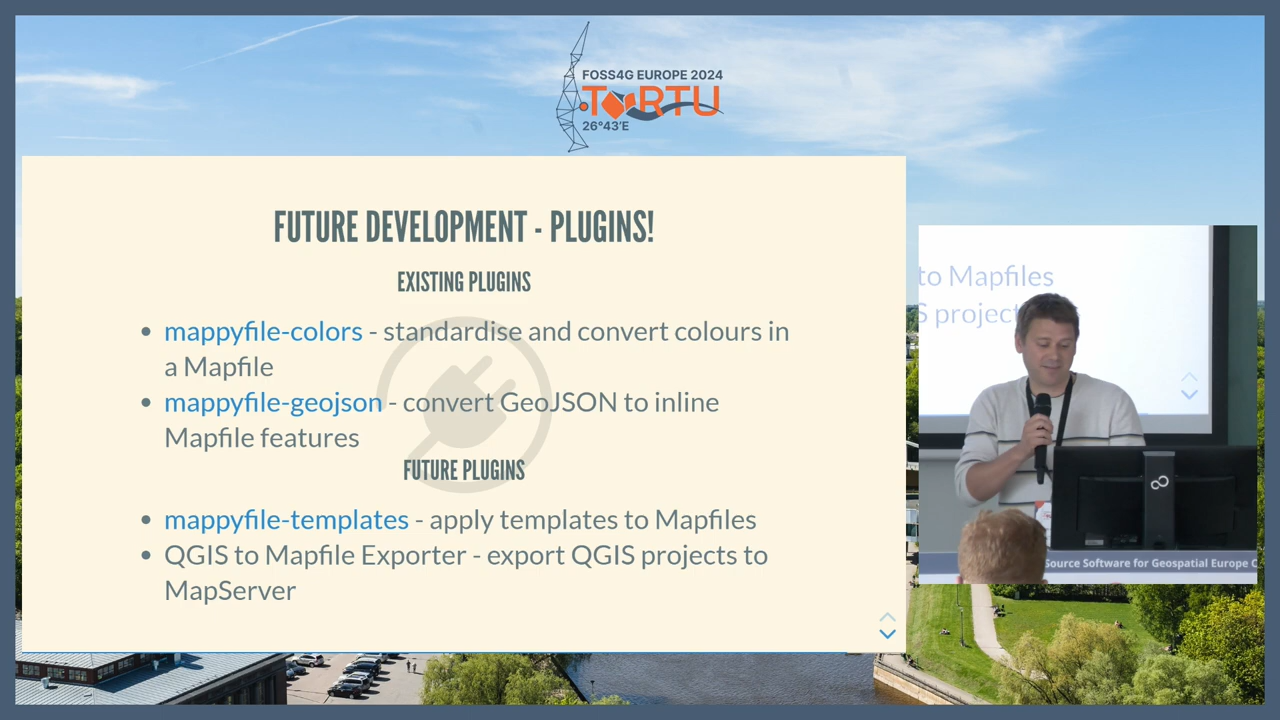 FOSS4G EUROPE 2024
TARTU
26°43'E
FUTURE DEVELOPMENT - PLUGINS!
EXISTING PLUGINS
mappyfile-colors - standardise and convert colours in
a Mapfile
mappyfile-geojson - convert GeoJSON to inline
Mapfile features
FUTURE PLUGINS
mappyfile-templates - apply templates to Mapfiles
QGIS to Mapfile Exporter - export QGIS projects to
MapServer
to Mapfiles
S project
Source Software for Geospatial Europe C